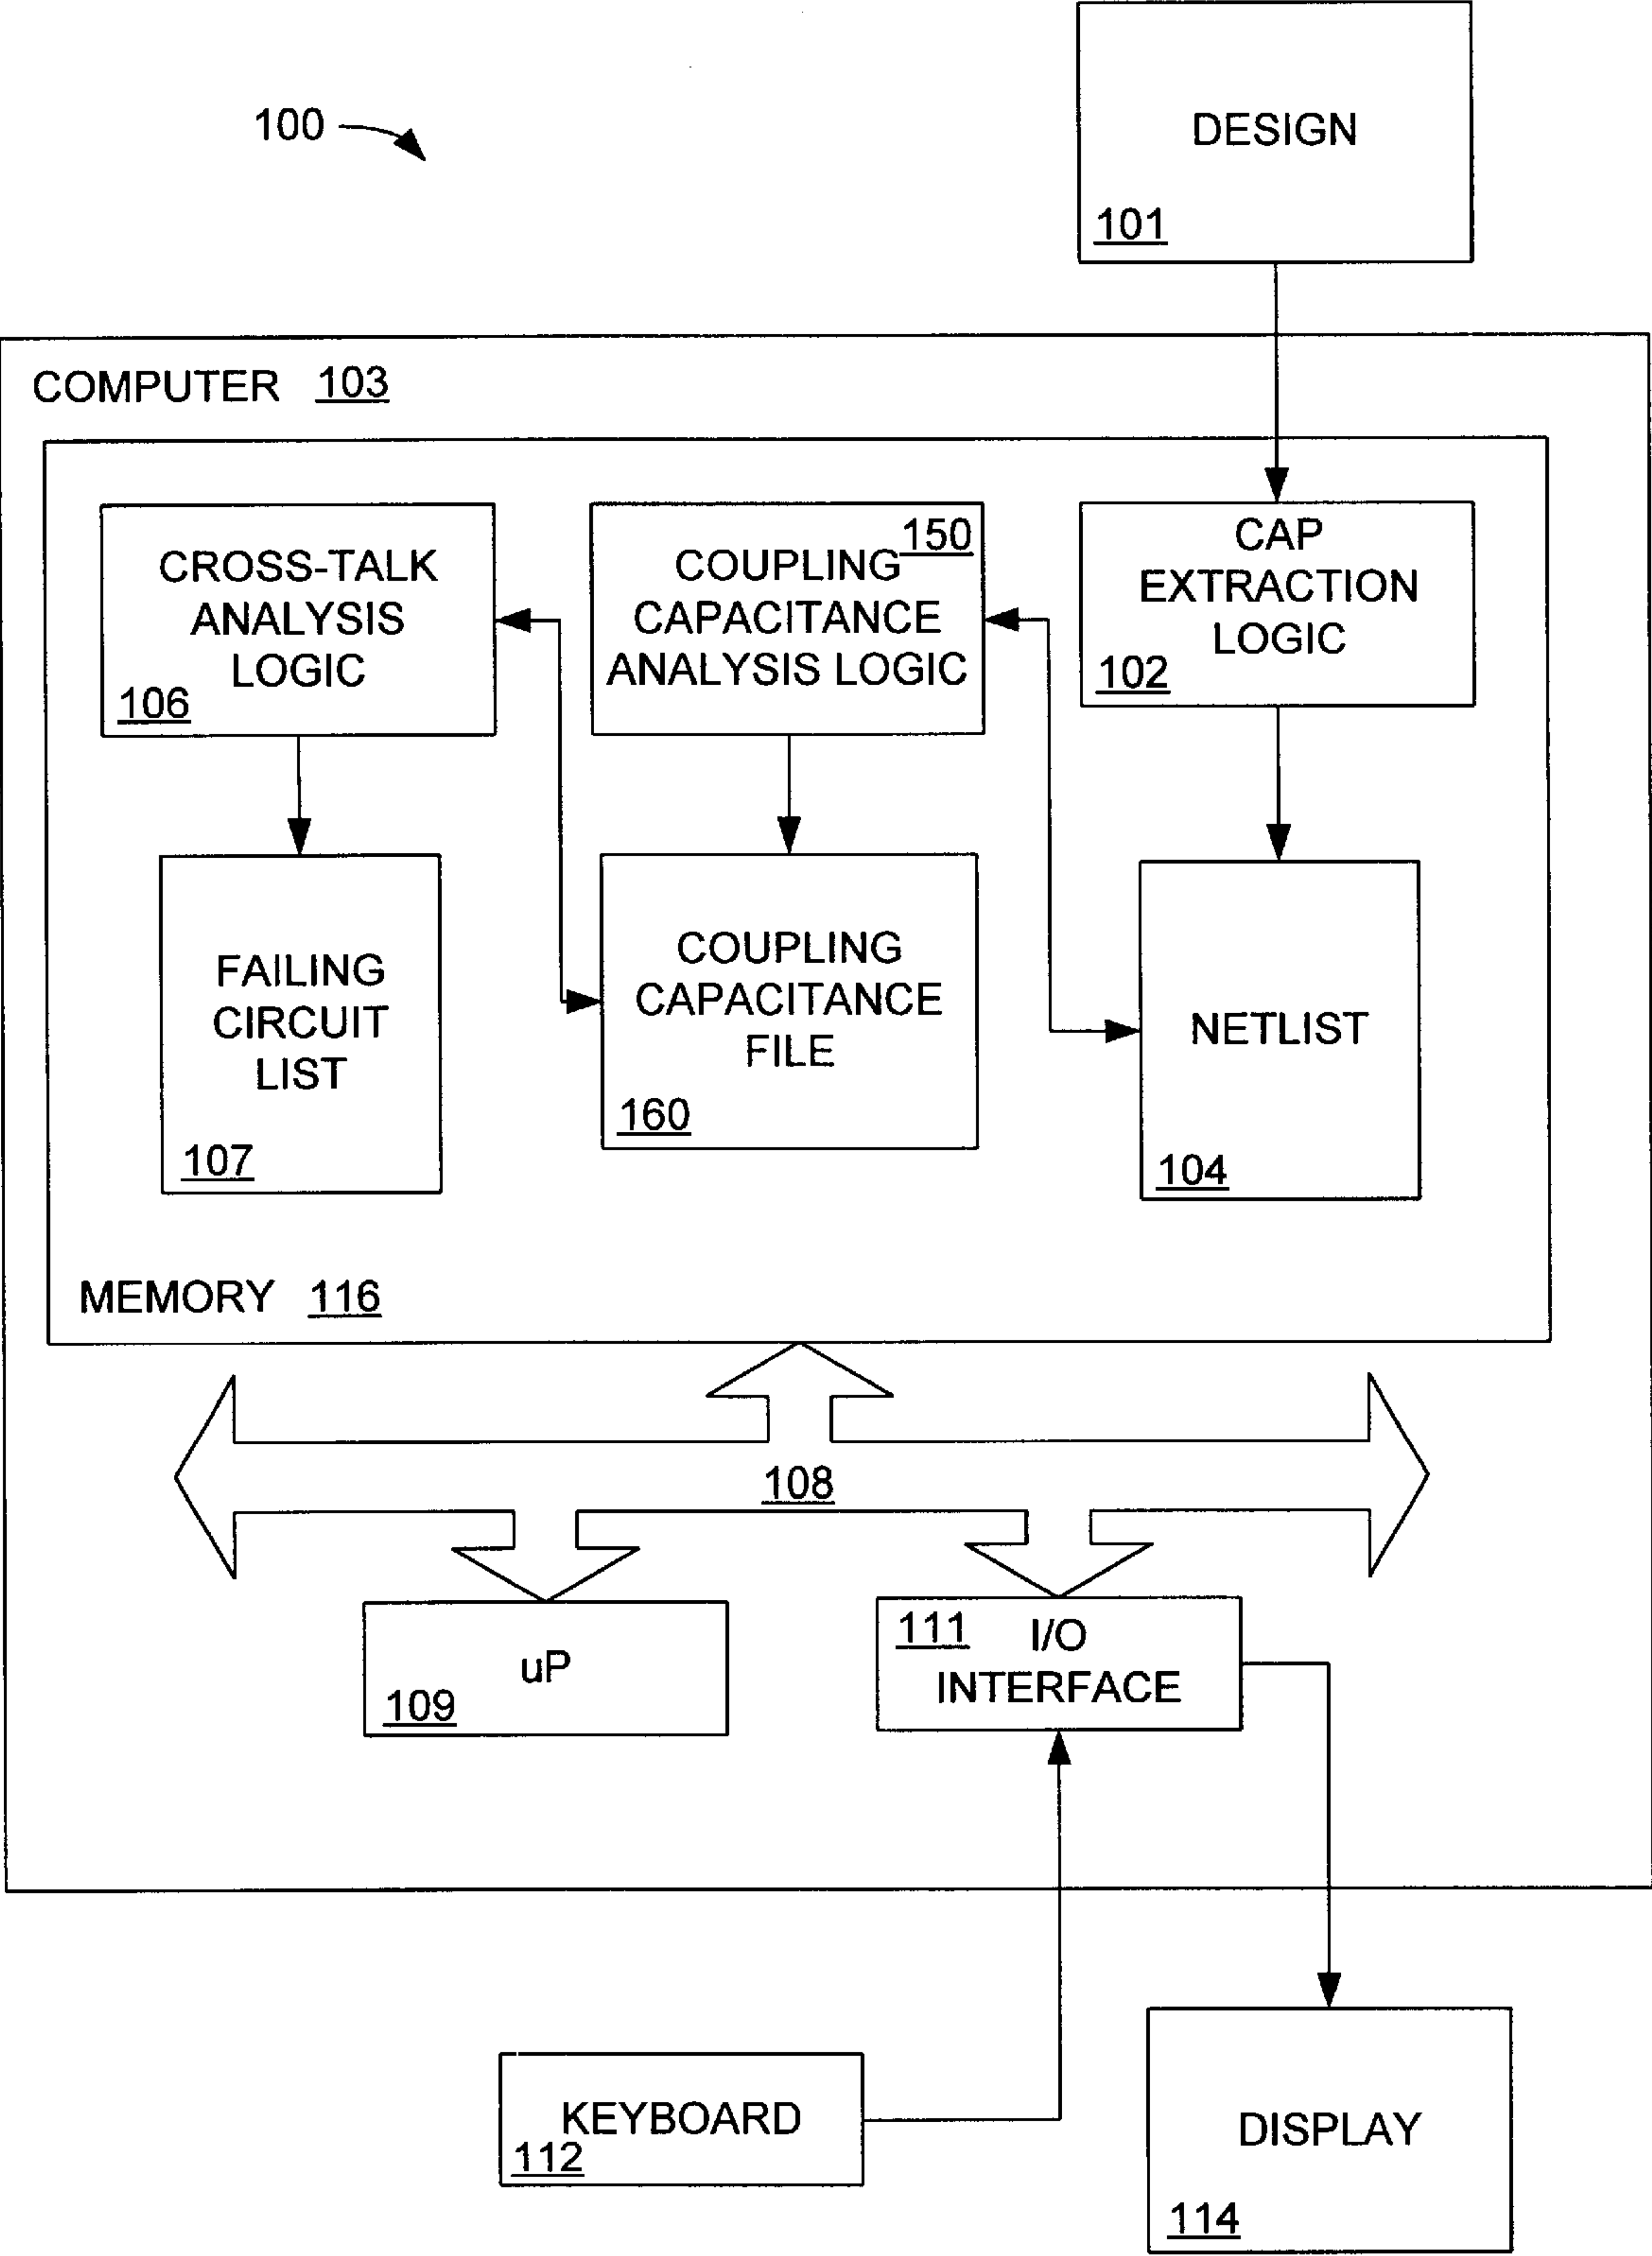 100
DESIGN
101
COMPUTER 103
CROSS-TALK
ANALYSIS
LOGIC
106
150
COUPLING
CAPACITANCE
ANALYSIS LOGIC
CAP
EXTRACTION
LOGIC
102
FAILING
CIRCUIT
LIST
107
COUPLING
CAPACITANCE
FILE
160
NETLIST
104
MEMORY 116
108
uP
109
111 I/O
INTERFACE
KEYBOARD
112
DISPLAY
114